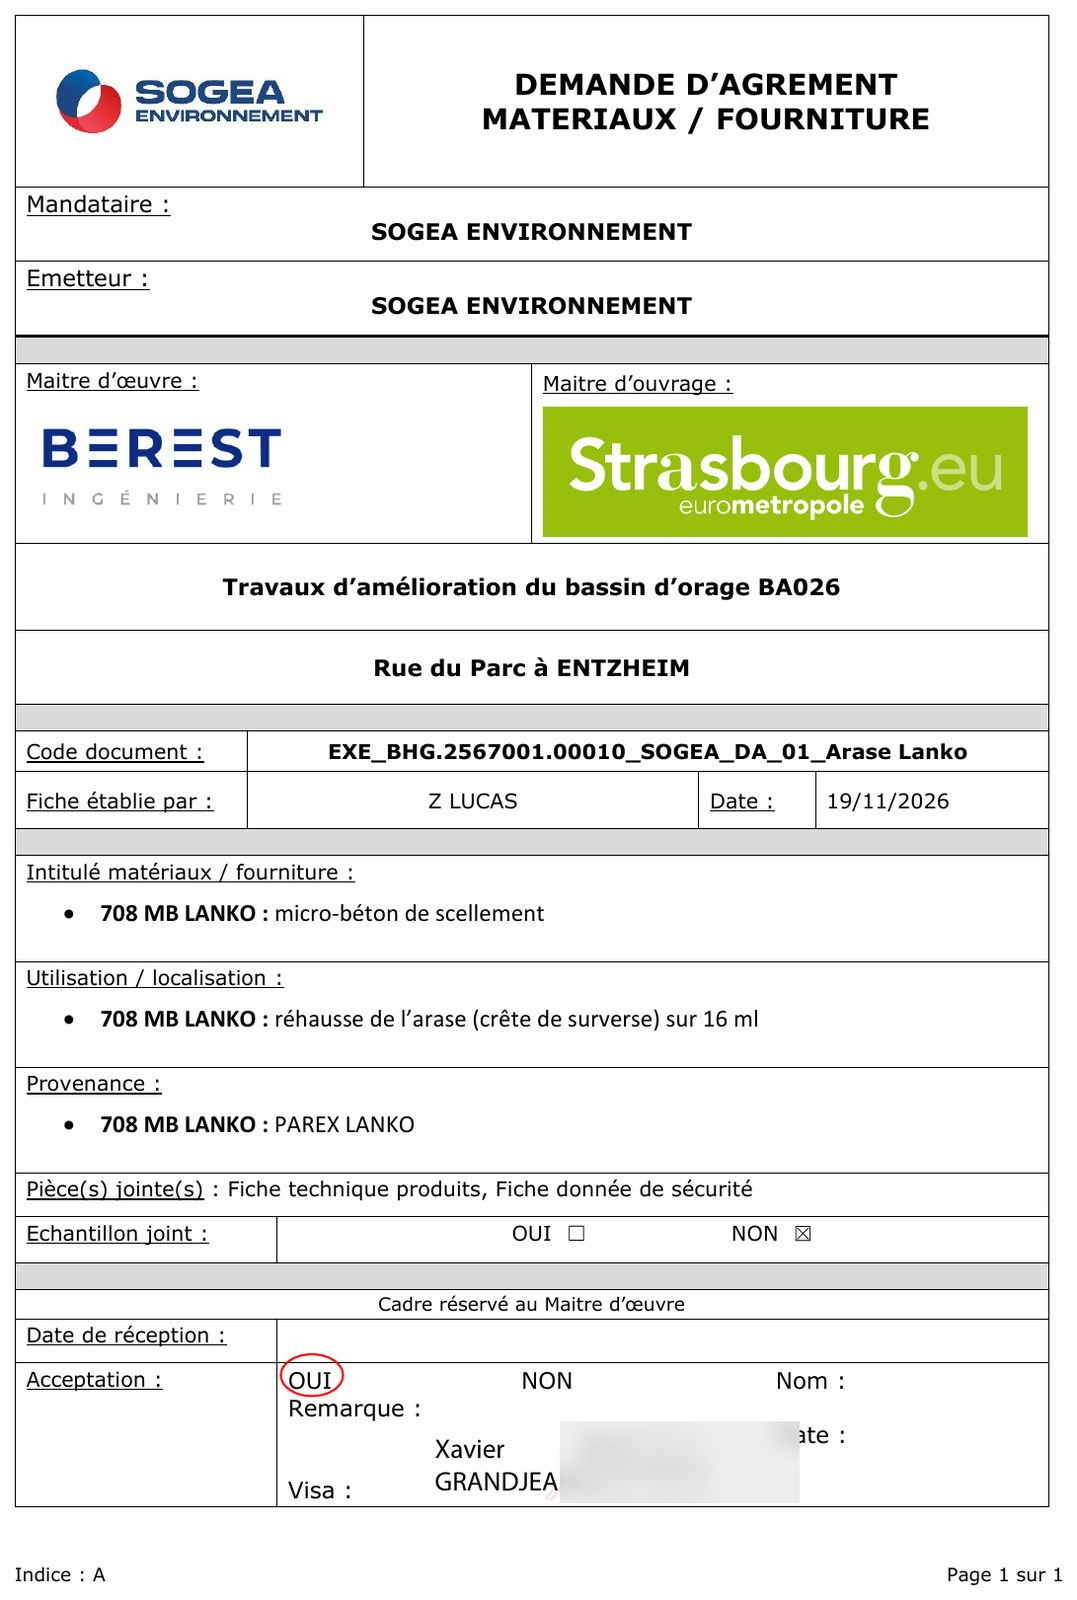 SOGEA
ENVIRONNEMENT
DEMANDE D’AGREMENT
MATERIAUX / FOURNITURE
Mandataire :
SOGEA ENVIRONNEMENT
Emetteur :
SOGEA ENVIRONNEMENT
Maitre d’œuvre :
BEREST
INGÉNIERIE
Maitre d’ouvrage :
Strasbourg.eu
eurometropole
Travaux d’amélioration du bassin d’orage BA026
Rue du Parc à ENTZHEIM
Code document :
EXE_BHG.2567001.00010_SOGEA_DA_01_Arase Lanko
Fiche établie par :
Z LUCAS
Date :
19/11/2026
Intitulé matériaux / fourniture :
• 708 MB LANKO : micro-béton de scellement
Utilisation / localisation :
• 708 MB LANKO : réhausse de l’arase (crête de surverse) sur 16 ml
Provenance :
• 708 MB LANKO : PAREX LANKO
Pièce(s) jointe(s) : Fiche technique produits, Fiche donnée de sécurité
Echantillon joint :
OUI ☐ NON ☒
Cadre réservé au Maitre d’œuvre
Date de réception :
Acceptation :
OUI NON Nom :
Remarque :
ate :
Xavier
GRANDJEA
Visa :
Indice : A
Page 1 sur 1